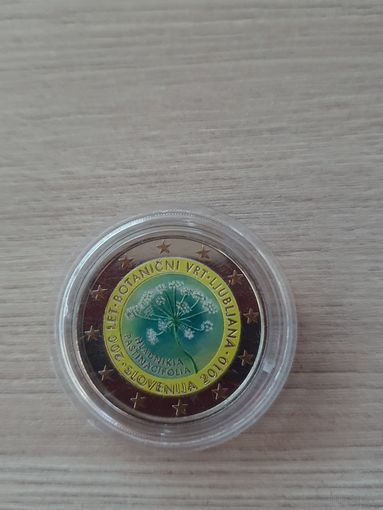 200 LET·BOTANIČNI VRT·LJUBLJANA·
SLOVENIJA 2010·
HLADNIKIA
PASTINACIFOLIA